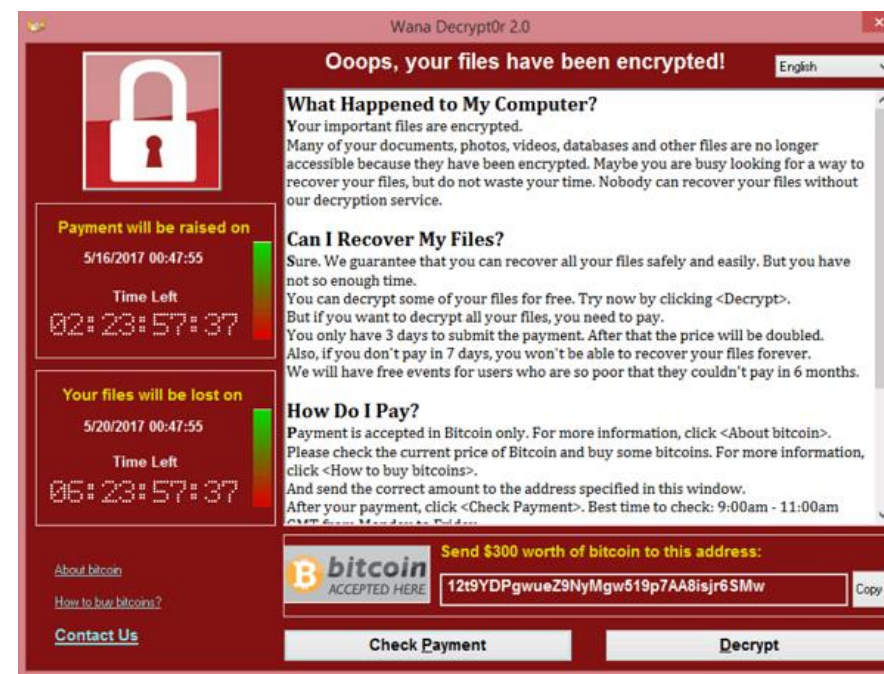 Wana Decrypt0r 2.0
Ooops, your files have been encrypted!
English
What Happened to My Computer?
Your important files are encrypted.
Many of your documents, photos, videos, databases and other files are no longer
accessible because they have been encrypted. Maybe you are busy looking for a way to
recover your files, but do not waste your time. Nobody can recover your files without
our decryption service.
Can I Recover My Files?
Sure. We guarantee that you can recover all your files safely and easily. But you have
not so enough time.
You can decrypt some of your files for free. Try now by clicking <Decrypt>.
But if you want to decrypt all your files, you need to pay.
You only have 3 days to submit the payment. After that the price will be doubled.
Also, if you don't pay in 7 days, you won't be able to recover your files forever.
We will have free events for users who are so poor that they couldn't pay in 6 months.
How Do I Pay?
Payment is accepted in Bitcoin only. For more information, click <About bitcoin>.
Please check the current price of Bitcoin and buy some bitcoins. For more information,
click <How to buy bitcoins>.
And send the correct amount to the address specified in this window.
After your payment, click <Check Payment>. Best time to check: 9:00am - 11:00am
GMT from Monday to Friday
Payment will be raised on
5/16/2017 00:47:55
Time Left
02:23:57:37
Your files will be lost on
5/20/2017 00:47:55
Time Left
06:23:57:37
About bitcoin
How to buy bitcoins?
Contact Us
bitcoin
ACCEPTED HERE
Send $300 worth of bitcoin to this address:
12t9YDPgwueZ9NyMgw519p7AA8isjr6SMw
Copy
Check Payment
Decrypt